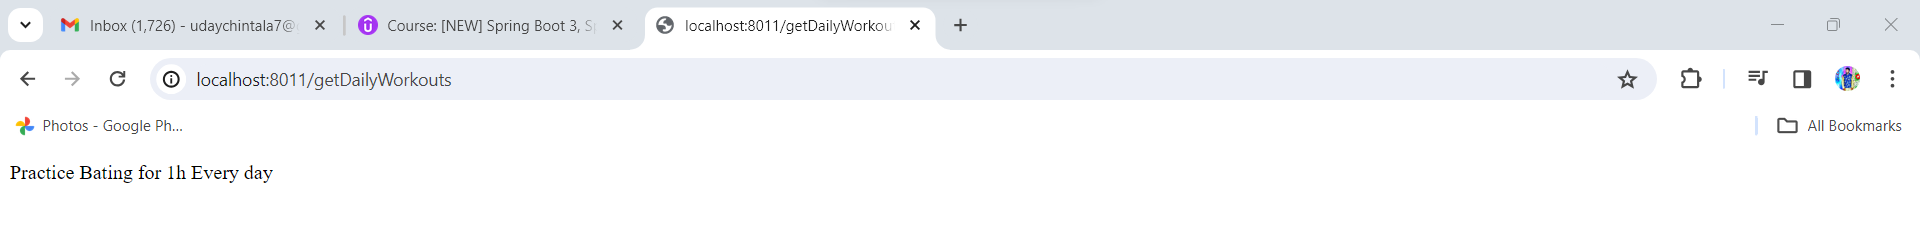 Inbox (1,726) - udaychintala7@
Course: [NEW] Spring Boot 3, S
localhost:8011/getDailyWorkou
localhost:8011/getDailyWorkouts
Photos - Google Ph...
All Bookmarks
Practice Bating for 1h Every day